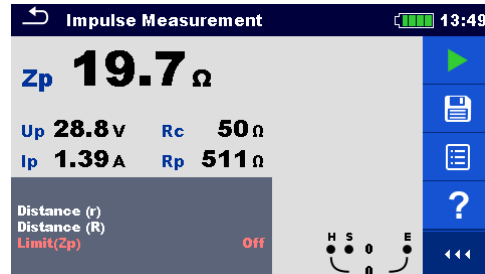 Impulse Measurement 13:49
Zp 19.7 Ω
Up 28.8 V Rc 50 Ω
Ip 1.39 A Rp 511 Ω
?
Distance (r)
Distance (R)
Limit(Zp) Off
H S E
0
0